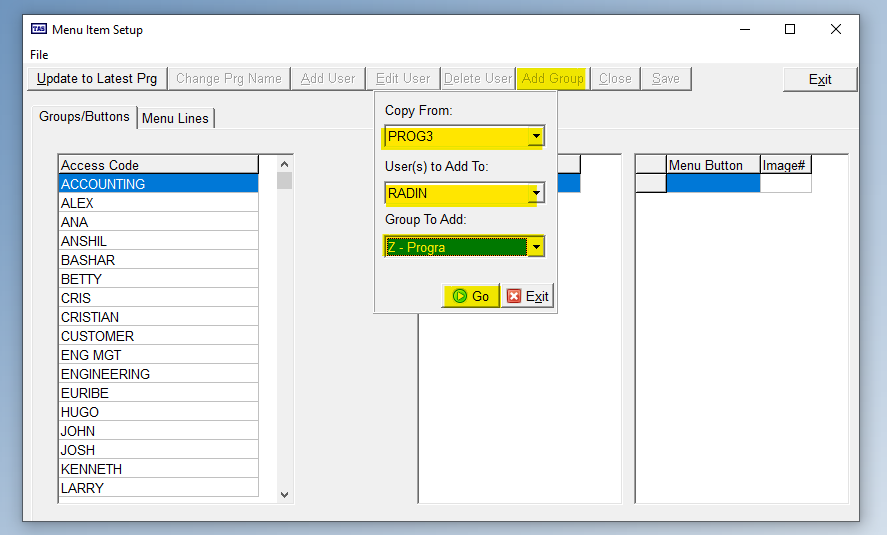 TAS Menu Item Setup
File
Update to Latest Prg Change Prg Name Add User Edit User Delete User Add Group Close Save Exit
Groups/Buttons Menu Lines
Copy From:
PROG3
User(s) to Add To:
RADIN
Group To Add:
Z - Progra
Go Exit
Access Code
ACCOUNTING
ALEX
ANA
ANSHIL
BASHAR
BETTY
CRIS
CRISTIAN
CUSTOMER
ENG MGT
ENGINEERING
EURIBE
HUGO
JOHN
JOSH
KENNETH
LARRY
Menu Button Image#